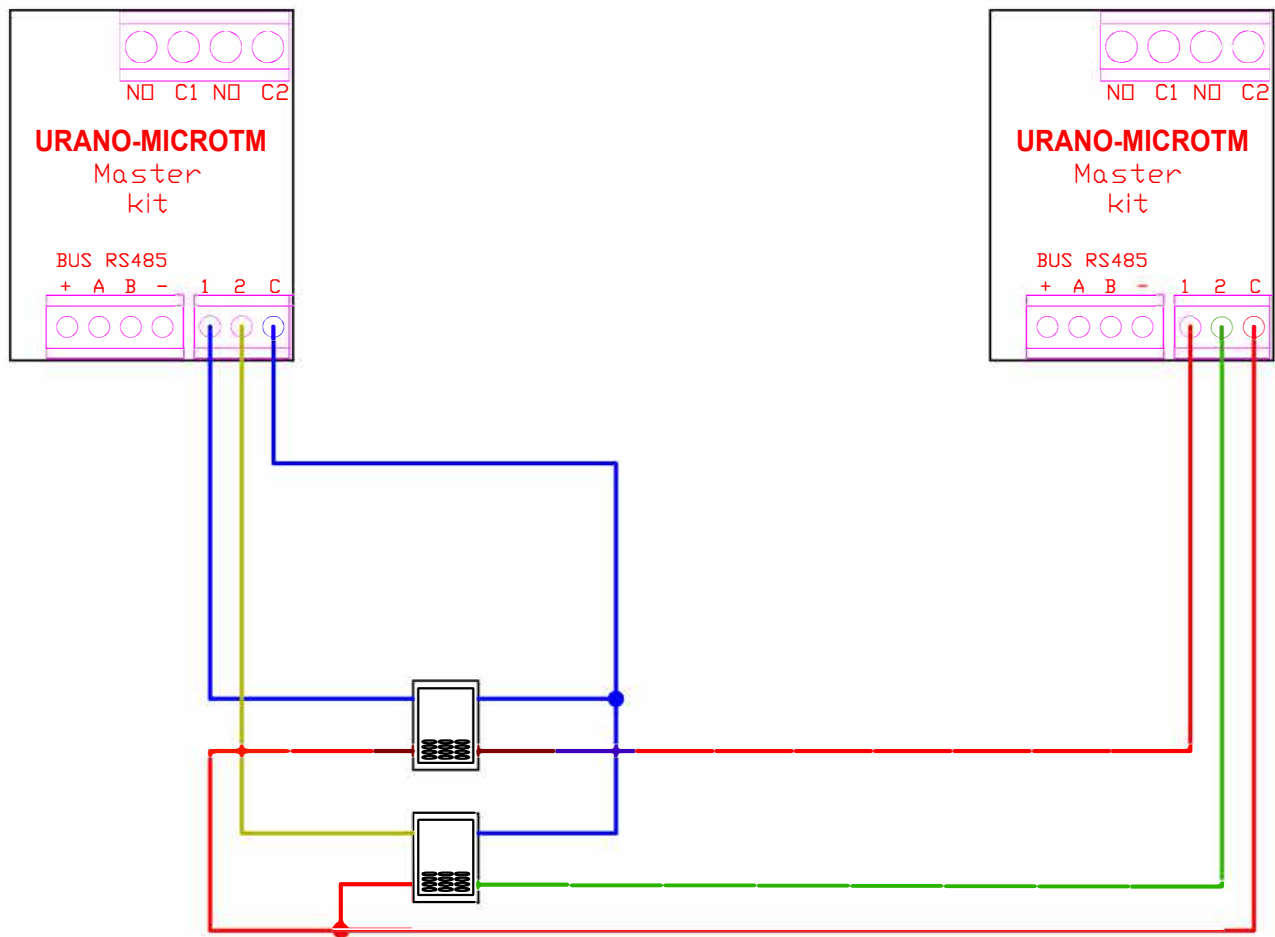 NO C1 NO C2
URANO-MICROTM
Master
kit
BUS RS485
+ A B - 1 2 C
NO C1 NO C2
URANO-MICROTM
Master
kit
BUS RS485
+ A B - 1 2 C